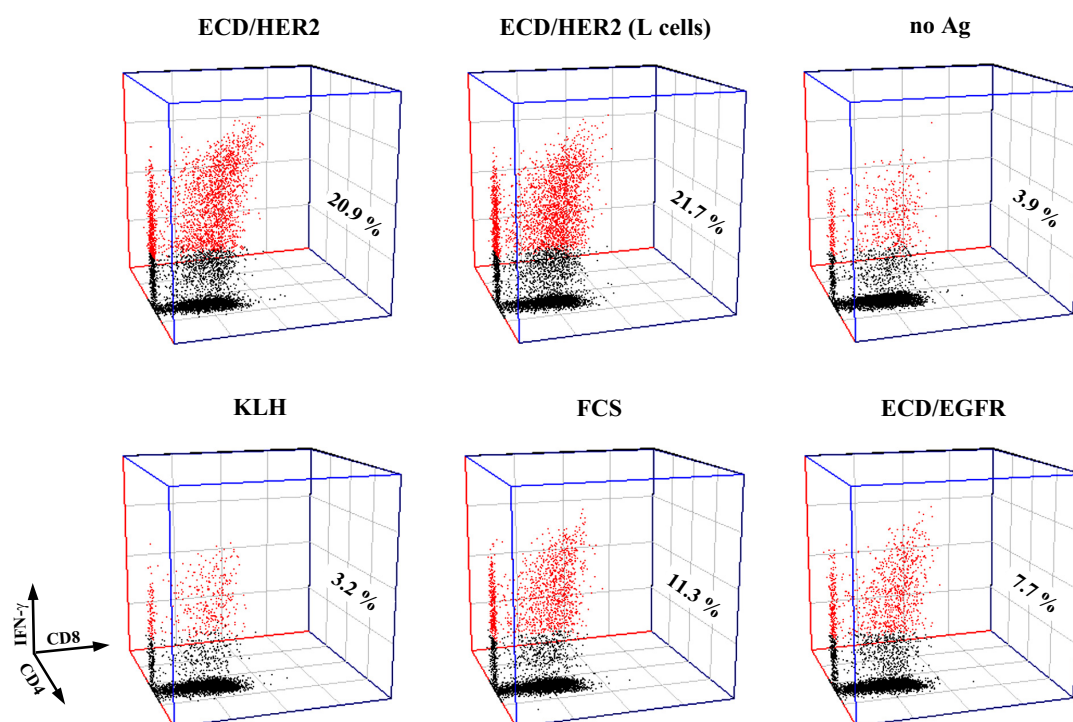 ECD/HER2
ECD/HER2 (L cells)
no Ag
20.9 %
21.7 %
3.9 %
KLH
FCS
ECD/EGFR
3.2 %
11.3 %
7.7 %
IFN-γ
CD8
CD4